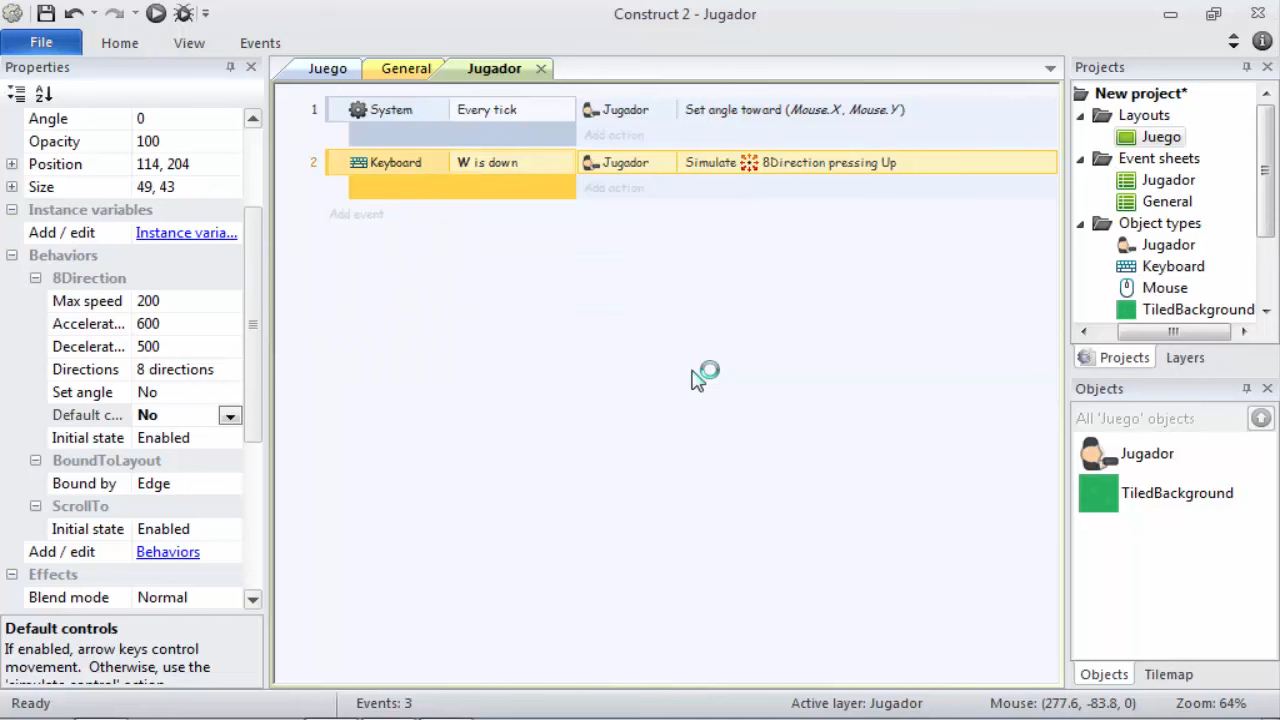 Construct 2 - Jugador
File
Home
View
Events
Properties
Angle 0
Opacity 100
Position 114, 204
Size 49, 43
Instance variables
Add / edit Instance varia...
Behaviors
8Direction
Max speed 200
Accelerat... 600
Decelerat... 500
Directions 8 directions
Set angle No
Default c... No
Initial state Enabled
BoundToLayout
Bound by Edge
ScrollTo
Initial state Enabled
Add / edit Behaviors
Effects
Blend mode Normal
Default controls
If enabled, arrow keys control
movement. Otherwise, use the
Juego
General
Jugador
1 System Every tick Jugador Set angle toward (Mouse.X, Mouse.Y)
Add action
2 Keyboard W is down Jugador Simulate 8Direction pressing Up
Add action
Add event
Projects
New project*
Layouts
Juego
Event sheets
Jugador
General
Object types
Jugador
Keyboard
Mouse
TiledBackground
Projects Layers
Objects
All 'Juego' objects
Jugador
TiledBackground
Objects Tilemap
Ready Events: 3 Active layer: Jugador Mouse: (277.6, -83.8, 0) Zoom: 64%